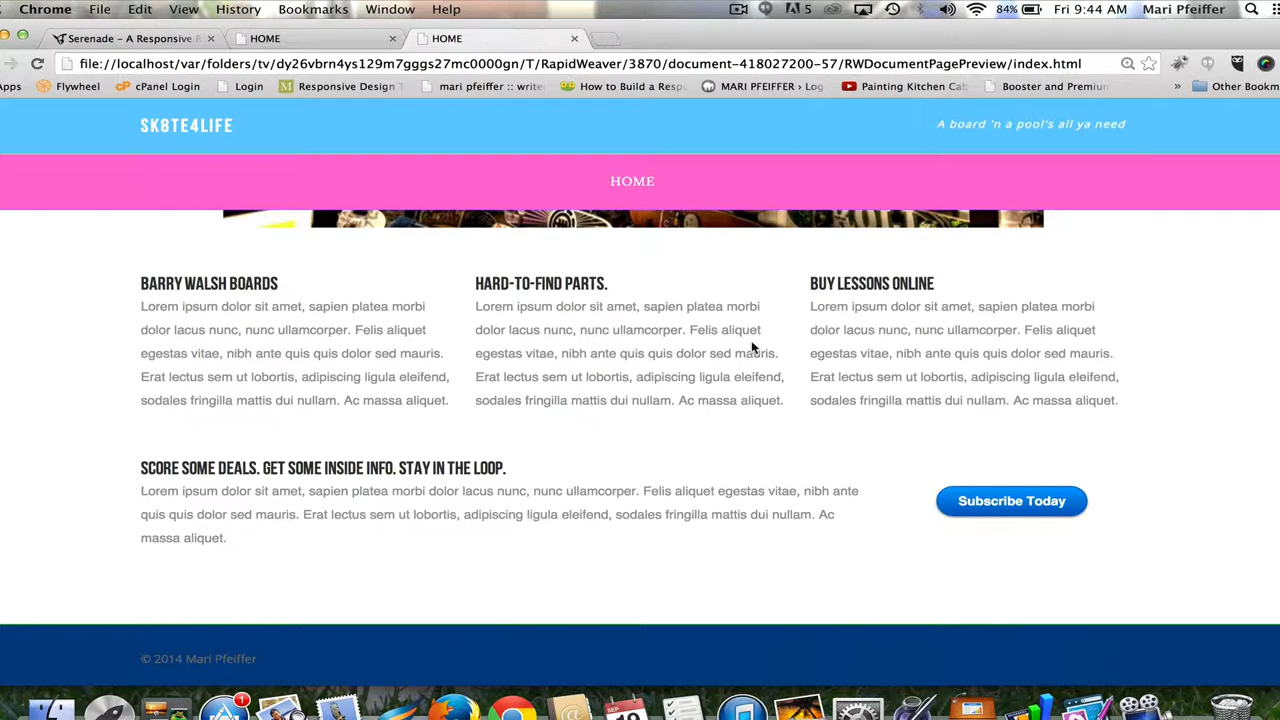 Chrome File Edit View History Bookmarks Window Help 5 84% Fri 9:44 AM Mari Pfeiffer
Serenade – A Responsive HOME HOME
file://localhost/var/folders/tv/dy26vbrn4ys129m7gggs27mc0000gn/T/RapidWeaver/3870/document-418027200-57/RWDocumentPagePreview/index.html
Apps Flywheel cP cPanel Login Login M Responsive Design mari pfeiffer :: write How to Build a Resp MARI PFEIFFER › Log Painting Kitchen Cab Booster and Premium » Other Bookm
SK8TE4LIFE
A board 'n a pool's all ya need
HOME
BARRY WALSH BOARDS
Lorem ipsum dolor sit amet, sapien platea morbi
dolor lacus nunc, nunc ullamcorper. Felis aliquet
egestas vitae, nibh ante quis quis dolor sed mauris.
Erat lectus sem ut lobortis, adipiscing ligula eleifend,
sodales fringilla mattis dui nullam. Ac massa aliquet.
HARD-TO-FIND PARTS.
Lorem ipsum dolor sit amet, sapien platea morbi
dolor lacus nunc, nunc ullamcorper. Felis aliquet
egestas vitae, nibh ante quis quis dolor sed mauris.
Erat lectus sem ut lobortis, adipiscing ligula eleifend,
sodales fringilla mattis dui nullam. Ac massa aliquet.
BUY LESSONS ONLINE
Lorem ipsum dolor sit amet, sapien platea morbi
dolor lacus nunc, nunc ullamcorper. Felis aliquet
egestas vitae, nibh ante quis quis dolor sed mauris.
Erat lectus sem ut lobortis, adipiscing ligula eleifend,
sodales fringilla mattis dui nullam. Ac massa aliquet.
SCORE SOME DEALS. GET SOME INSIDE INFO. STAY IN THE LOOP.
Lorem ipsum dolor sit amet, sapien platea morbi dolor lacus nunc, nunc ullamcorper. Felis aliquet egestas vitae, nibh ante
quis quis dolor sed mauris. Erat lectus sem ut lobortis, adipiscing ligula eleifend, sodales fringilla mattis dui nullam. Ac
massa aliquet.
Subscribe Today
© 2014 Mari Pfeiffer
1
SEP